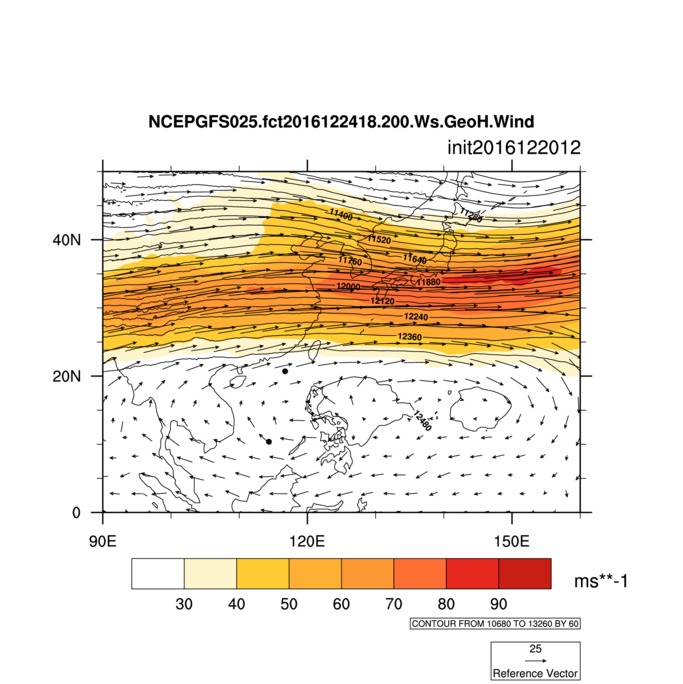 NCEPGFS025.fct2016122418.200.Ws.GeoH.Wind
init2016122012
11400
11280
40N
11520
11760
11640
12000
11880
12120
12240
12360
20N
12480
0
90E 120E 150E
ms**-1
30 40 50 60 70 80 90
CONTOUR FROM 10680 TO 13260 BY 60
25
Reference Vector